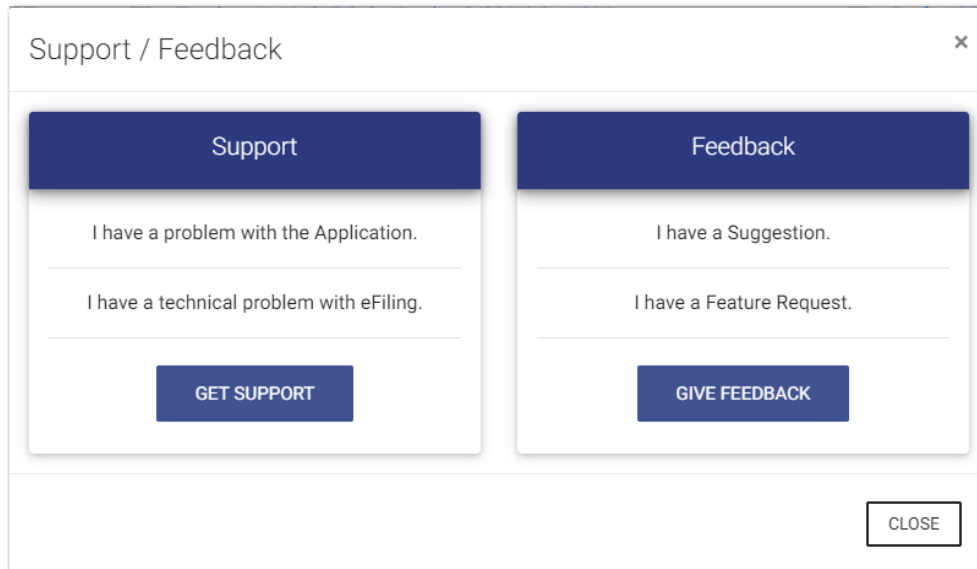 Support / Feedback
×
Support
I have a problem with the Application.
I have a technical problem with eFiling.
GET SUPPORT
Feedback
I have a Suggestion.
I have a Feature Request.
GIVE FEEDBACK
CLOSE